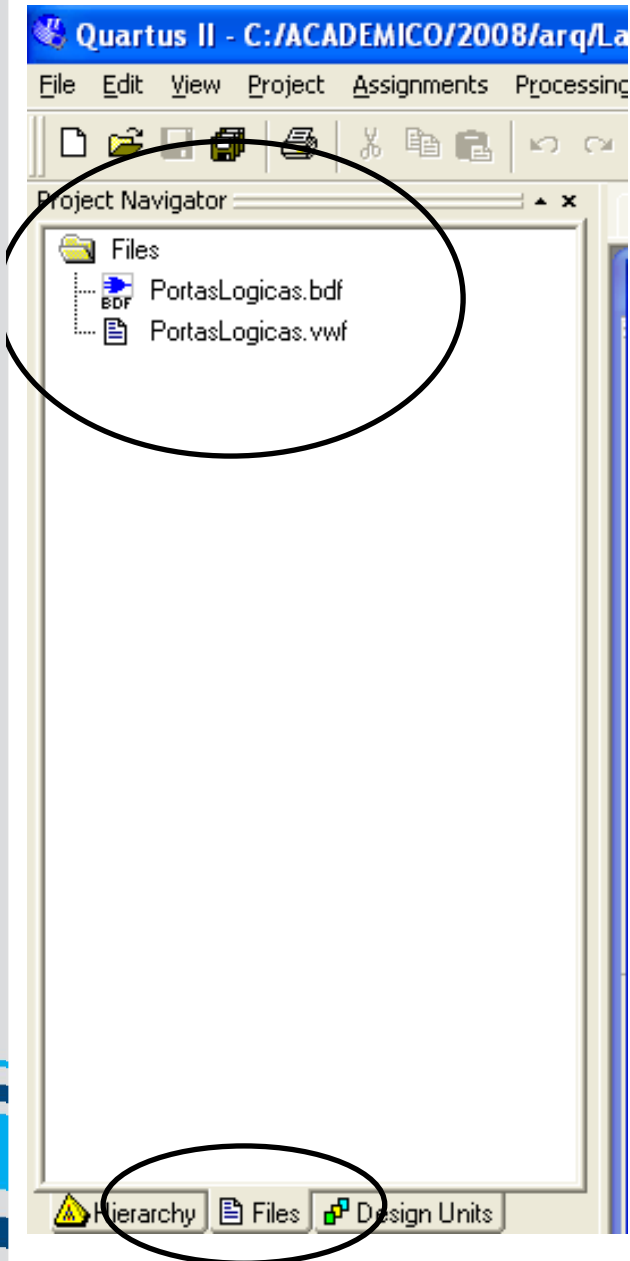 Quartus II - C:/ACADEMICO/2008/arq/La
File Edit View Project Assignments Processing
Project Navigator
Files
BDF PortasLogicas.bdf
PortasLogicas.vwf
Hierarchy Files Design Units